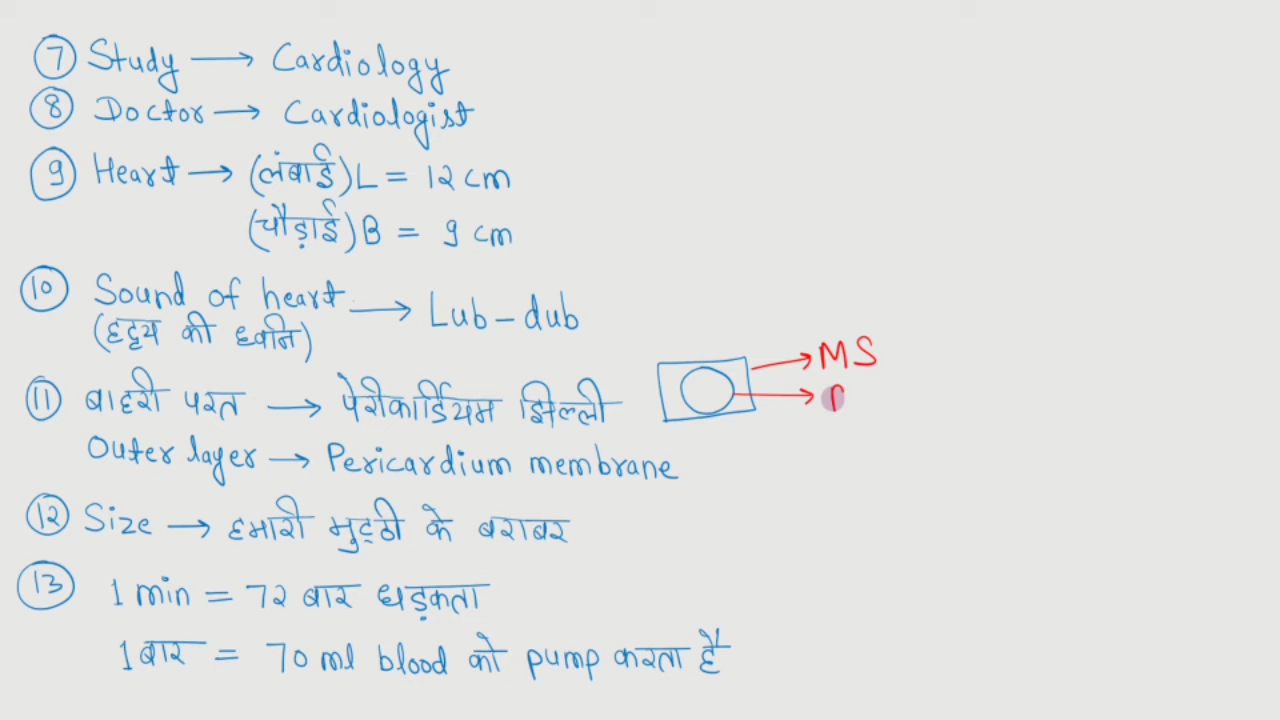 7 Study → Cardiology
8 Doctor → Cardiologist
9 Heart → (लंबाई) L = 12 cm
(चौड़ाई) B = 9 cm
10 Sound of heart → Lub - dub
(हृदय की ध्वनि)
MS
11 बाहरी परत → पेरीकार्डियम झिल्ली
Outer layer → Pericardium membrane
12 Size → हमारी मुट्ठी के बराबर
13 1 min = 72 बार धड़कता
1 बार = 70 ml blood को pump करता है